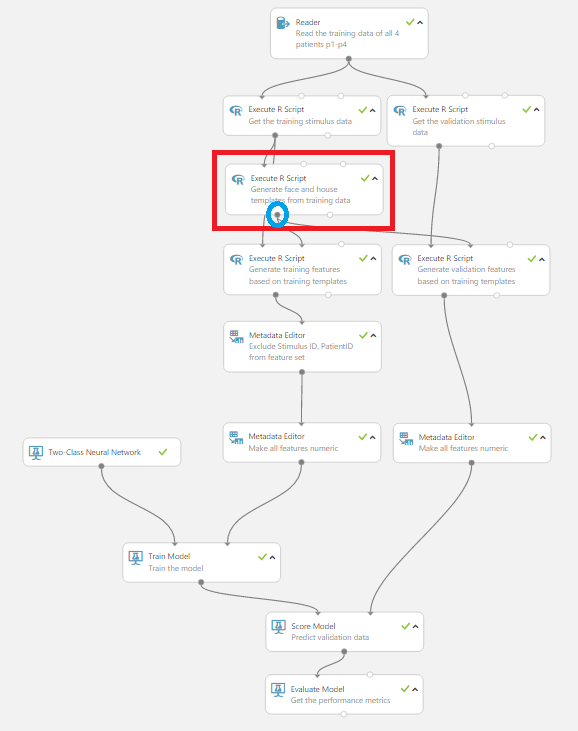 Reader
Read the training data of all 4
patients p1-p4
R Execute R Script
Get the training stimulus data
R Execute R Script
Get the validation stimulus
data
R Execute R Script
Generate face and house
templates from training data
R Execute R Script
Generate training features
based on training templates
R Execute R Script
Generate validation features
based on training templates
Metadata Editor
Exclude Stimulus ID, PatientID
from feature set
Metadata Editor
Make all features numeric
Metadata Editor
Make all features numeric
Two-Class Neural Network
Train Model
Train the model
Score Model
Predict validation data
Evaluate Model
Get the performance metrics